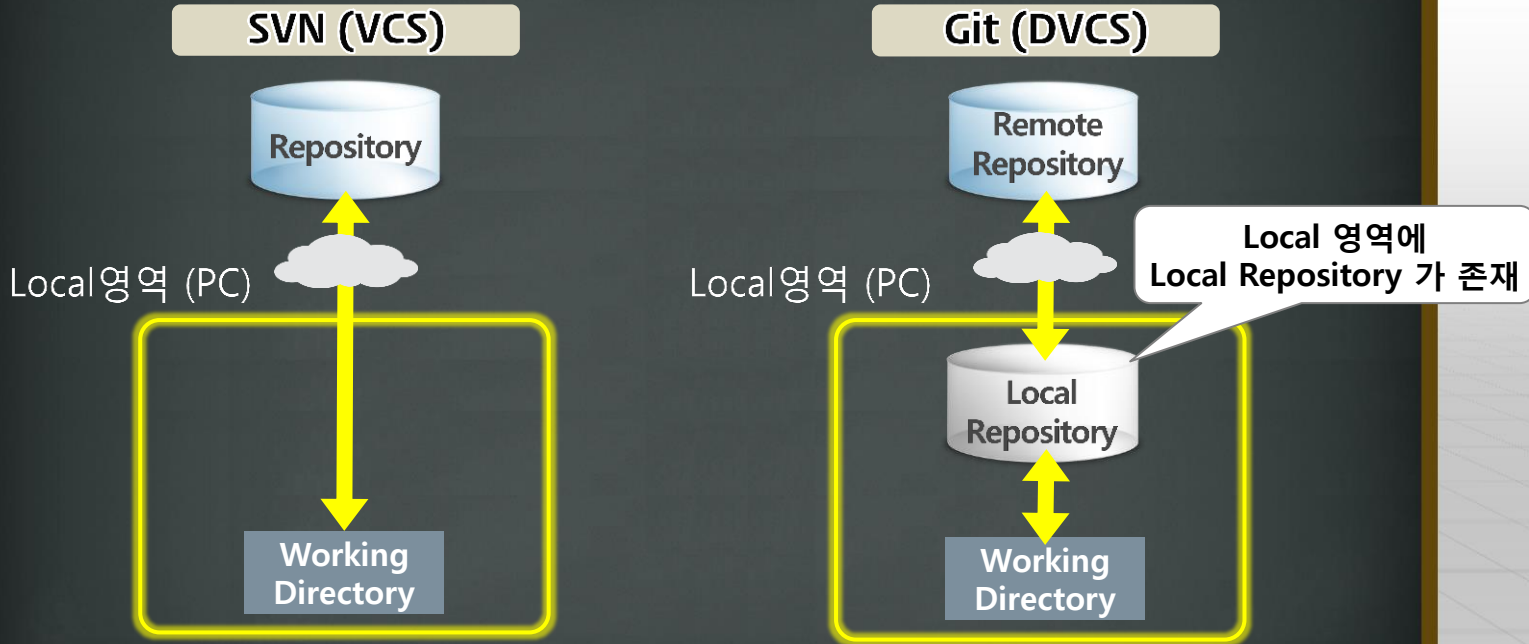 SVN (VCS)
Repository
Local영역 (PC)
Working
Directory
Git (DVCS)
Remote
Repository
Local 영역에
Local Repository 가 존재
Local영역 (PC)
Local
Repository
Working
Directory